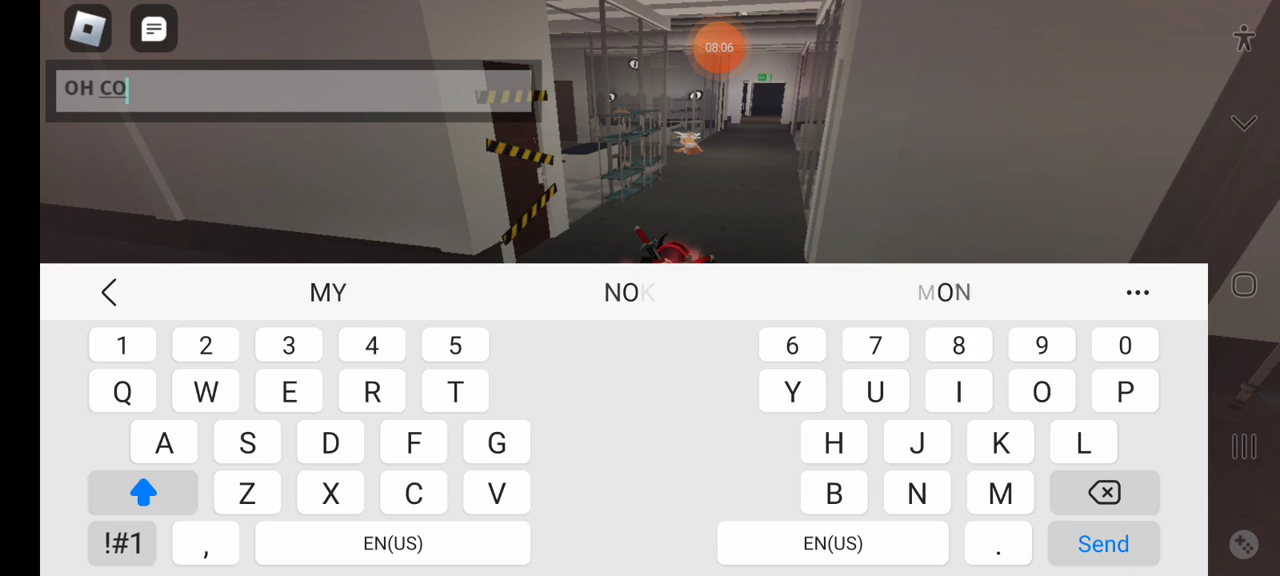 08:06
OH CO
MY NO MON
1 2 3 4 5 6 7 8 9 0
Q W E R T Y U I O P
A S D F G H J K L
Z X C V B N M
!#1 , EN(US) EN(US) . Send